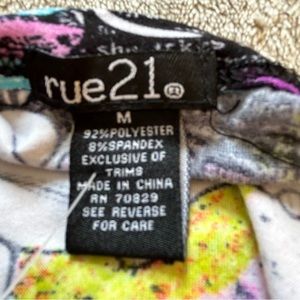 rue21®
M
92%POLYESTER
8%SPANDEX
EXCLUSIVE OF
TRIMS
MADE IN CHINA
RN 70829
SEE REVERSE
FOR CARE